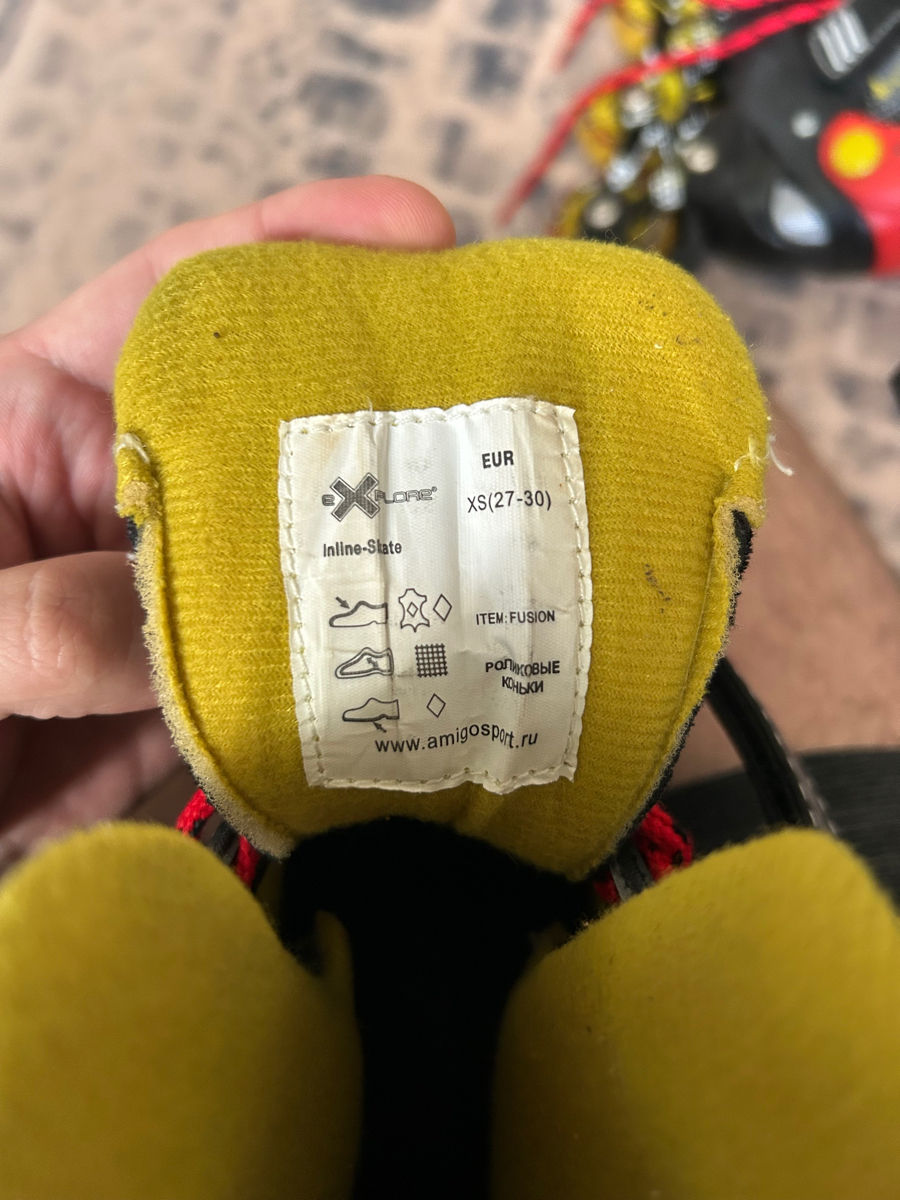 EUR
eXPLORE®
XS(27-30)
Inline-Skate
ITEM: FUSION
РОЛИКОВЫЕ
КОНЬКИ
www.amigosport.ru